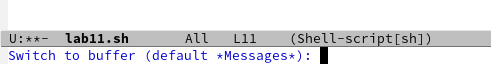 U:**-  lab11.sh       All   L11    (Shell-script[sh])
Switch to buffer (default *Messages*):